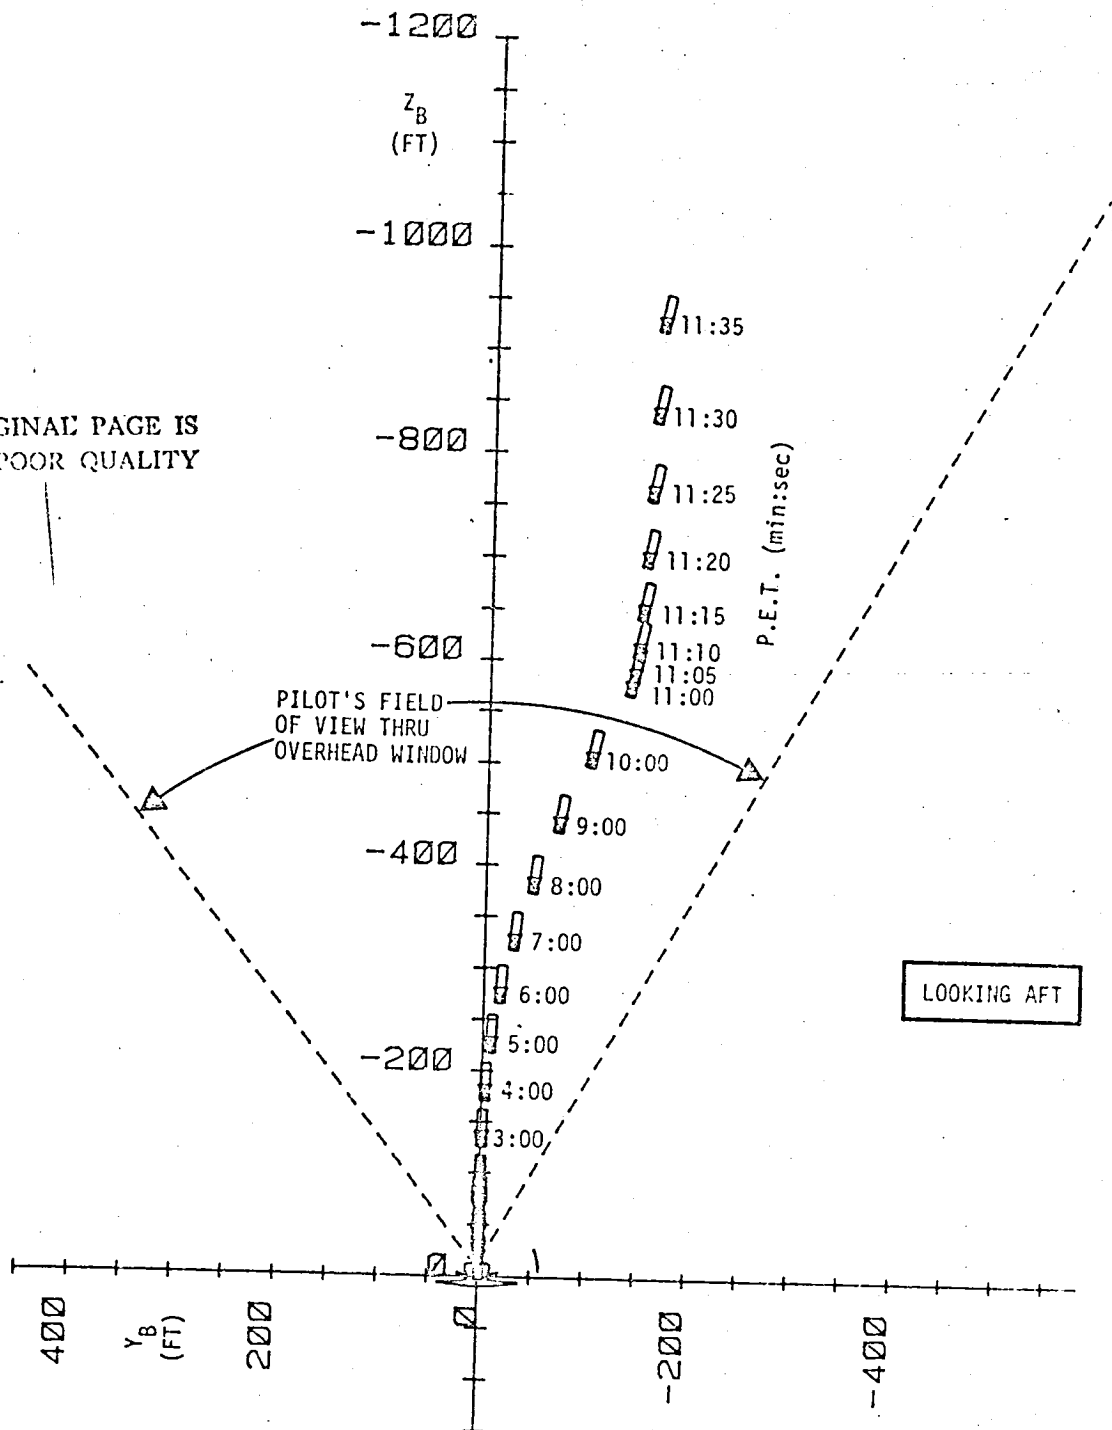 -1200
Z_B
(FT)
-1000
11:35
GINAL PAGE IS
POOR QUALITY
11:30
-800
P.E.T. (min:sec)
11:25
11:20
11:15
-600
11:10
11:05
11:00
PILOT'S FIELD
OF VIEW THRU
OVERHEAD WINDOW
10:00
9:00
-400
8:00
7:00
6:00
LOOKING AFT
5:00
-200
4:00
3:00
0
400
Y_B
(FT)
200
0
-200
-400